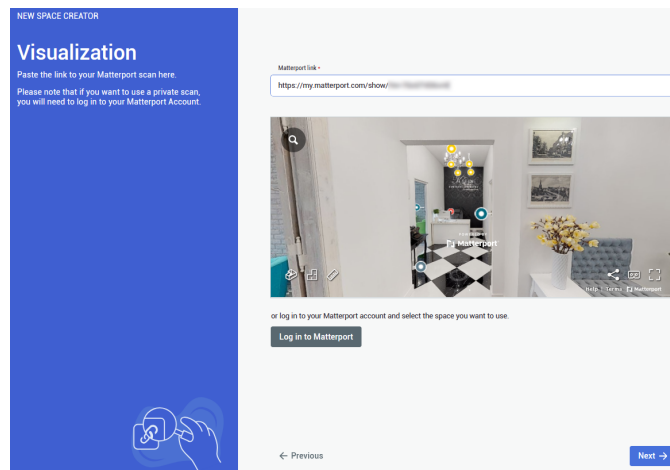 NEW SPACE CREATOR
Visualization
Paste the link to your Matterport scan here.
Please note that if you want to use a private scan,
you will need to log in to your Matterport Account.
Matterport link *
https://my.matterport.com/show/
Matterport
Help | Terms Matterport
or log in to your Matterport account and select the space you want to use.
Log in to Matterport
← Previous
Next →